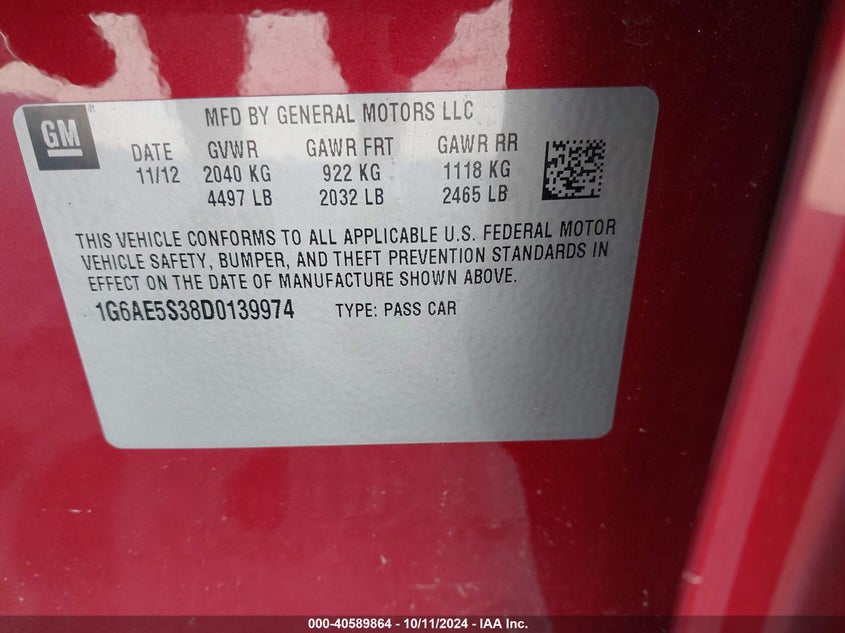 GM
®
MFD BY GENERAL MOTORS LLC
DATE GVWR GAWR FRT GAWR RR
11/12 2040 KG 922 KG 1118 KG
4497 LB 2032 LB 2465 LB
THIS VEHICLE CONFORMS TO ALL APPLICABLE U.S. FEDERAL MOTOR
VEHICLE SAFETY, BUMPER, AND THEFT PREVENTION STANDARDS IN
EFFECT ON THE DATE OF MANUFACTURE SHOWN ABOVE.
1G6AE5S38D0139974 TYPE: PASS CAR
000-40589864 - 10/11/2024 - IAA Inc.